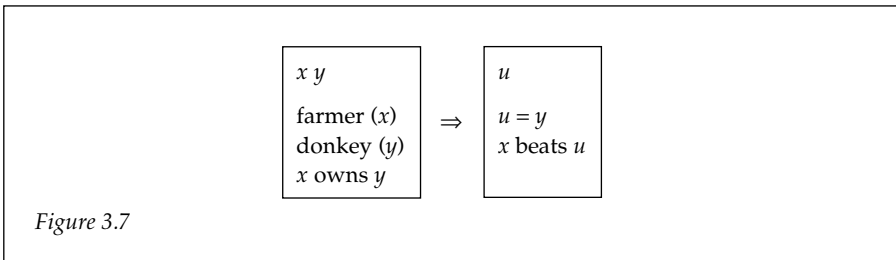 x y
farmer (x)
donkey (y)
x owns y
⇒
u
u = y
x beats u
Figure 3.7